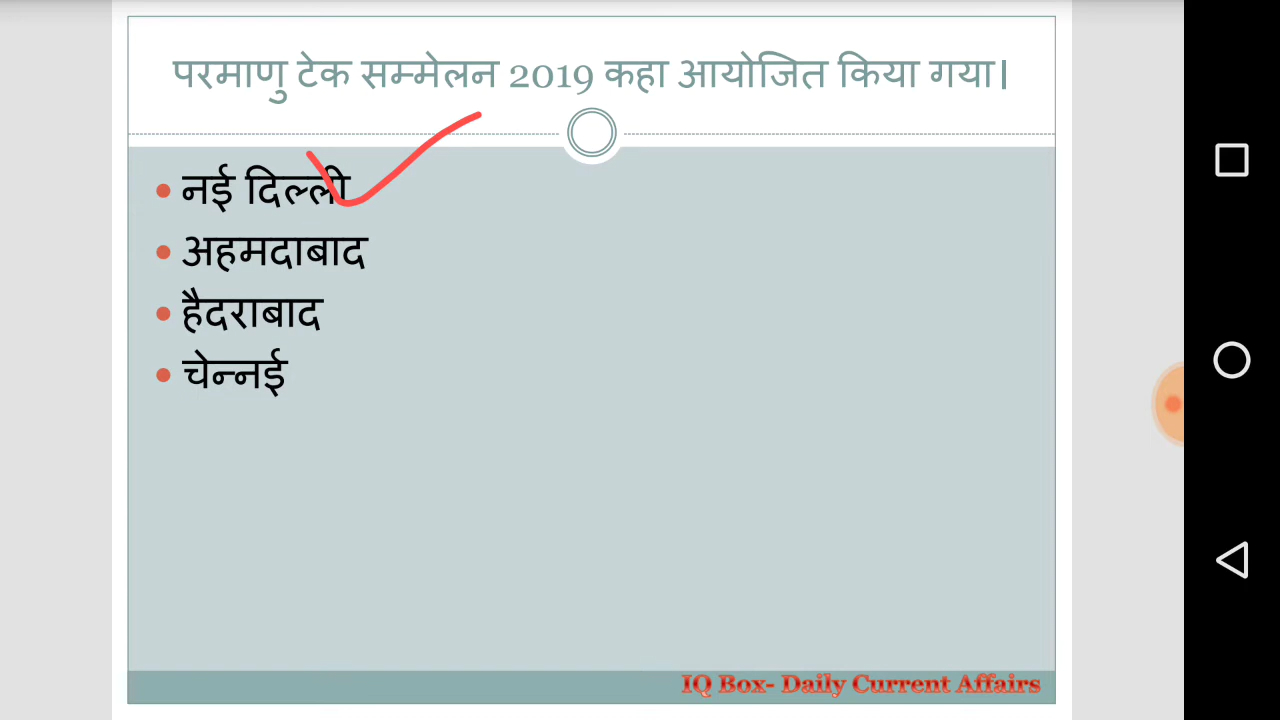 परमाणु टेक सम्मेलन 2019 कहा आयोजित किया गया|
नई दिल्ली
अहमदाबाद
हैदराबाद
चेन्नई
IQ Box- Daily Current Affairs